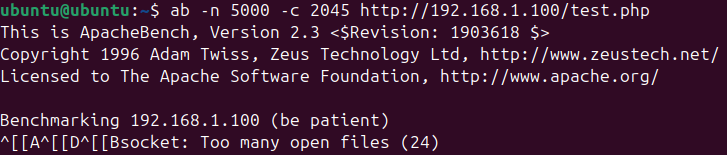 ubuntu@ubuntu:~$ ab -n 5000 -c 2045 http://192.168.1.100/test.php
This is ApacheBench, Version 2.3 <$Revision: 1903618 $>
Copyright 1996 Adam Twiss, Zeus Technology Ltd, http://www.zeustech.net/
Licensed to The Apache Software Foundation, http://www.apache.org/

Benchmarking 192.168.1.100 (be patient)
^[[A^[[D^[[Bsocket: Too many open files (24)